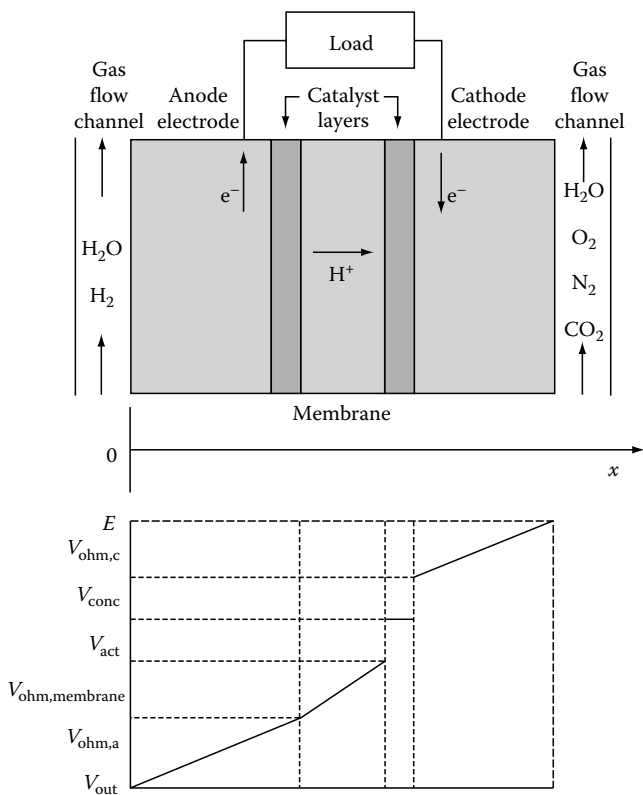 Load
Gas
flow
channel
Anode
electrode
Catalyst
layers
Cathode
electrode
Gas
flow
channel
e⁻
e⁻
H₂O
H₂
H⁺
H₂O
O₂
N₂
CO₂
Membrane
0
x
E
V_ohm,c
V_conc
V_act
V_ohm,membrane
V_ohm,a
V_out